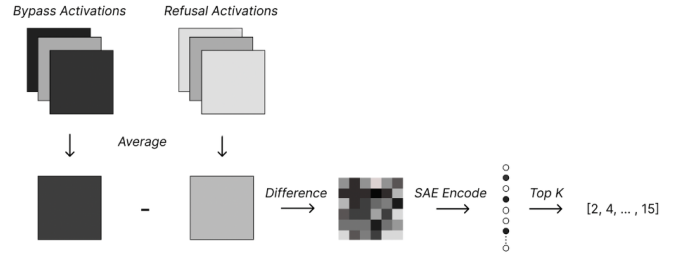 Bypass Activations
Refusal Activations
Average
-
Difference
SAE Encode
Top K
[2, 4, ... , 15]